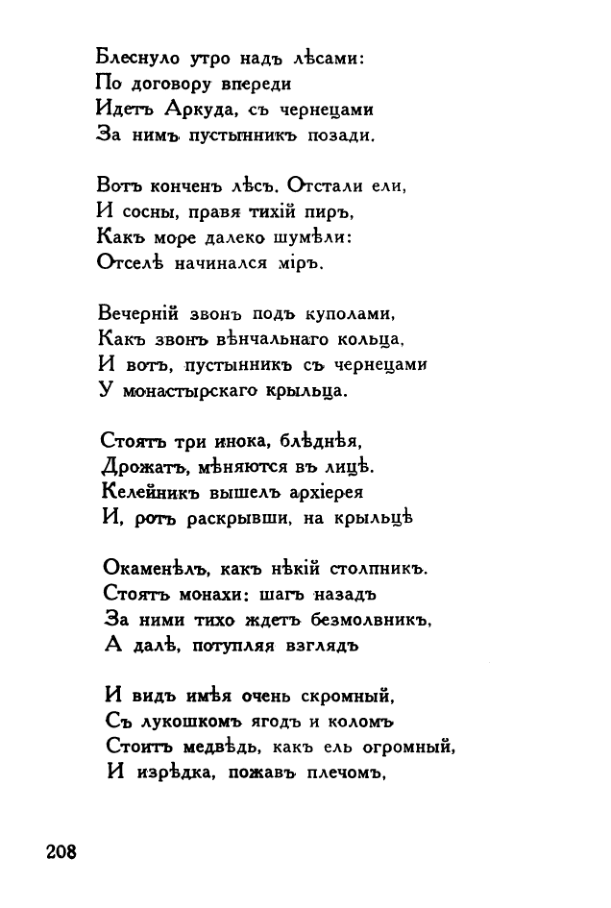 Блеснуло утро надъ лѣсами:
По договору впереди
Идетъ Аркуда, съ чернецами
За нимъ пустынникъ позади.

Вотъ конченъ лѣсъ. Отстали ели,
И сосны, правя тихій пиръ,
Какъ море далеко шумѣли:
Отселѣ начинался міръ.

Вечерній звонъ подъ куполами,
Какъ звонъ вѣнчальнаго кольца,
И вотъ, пустынникъ съ чернецами
У монастырскаго крыльца.

Стоятъ три инока, блѣднѣя,
Дрожатъ, мѣняются въ лицѣ.
Келейникъ вышелъ архіерея
И, ротъ раскрывши, на крыльцѣ

Окаменѣлъ, какъ нѣкій столпникъ.
Стоятъ монахи: шагъ назадъ
За ними тихо ждетъ безмолвникъ,
А далѣ, потупляя взглядъ

И видъ имѣя очень скромный,
Съ лукошкомъ ягодъ и коломъ
Стоитъ медвѣдь, какъ ель огромный,
И изрѣдка, пожавъ плечомъ,

208